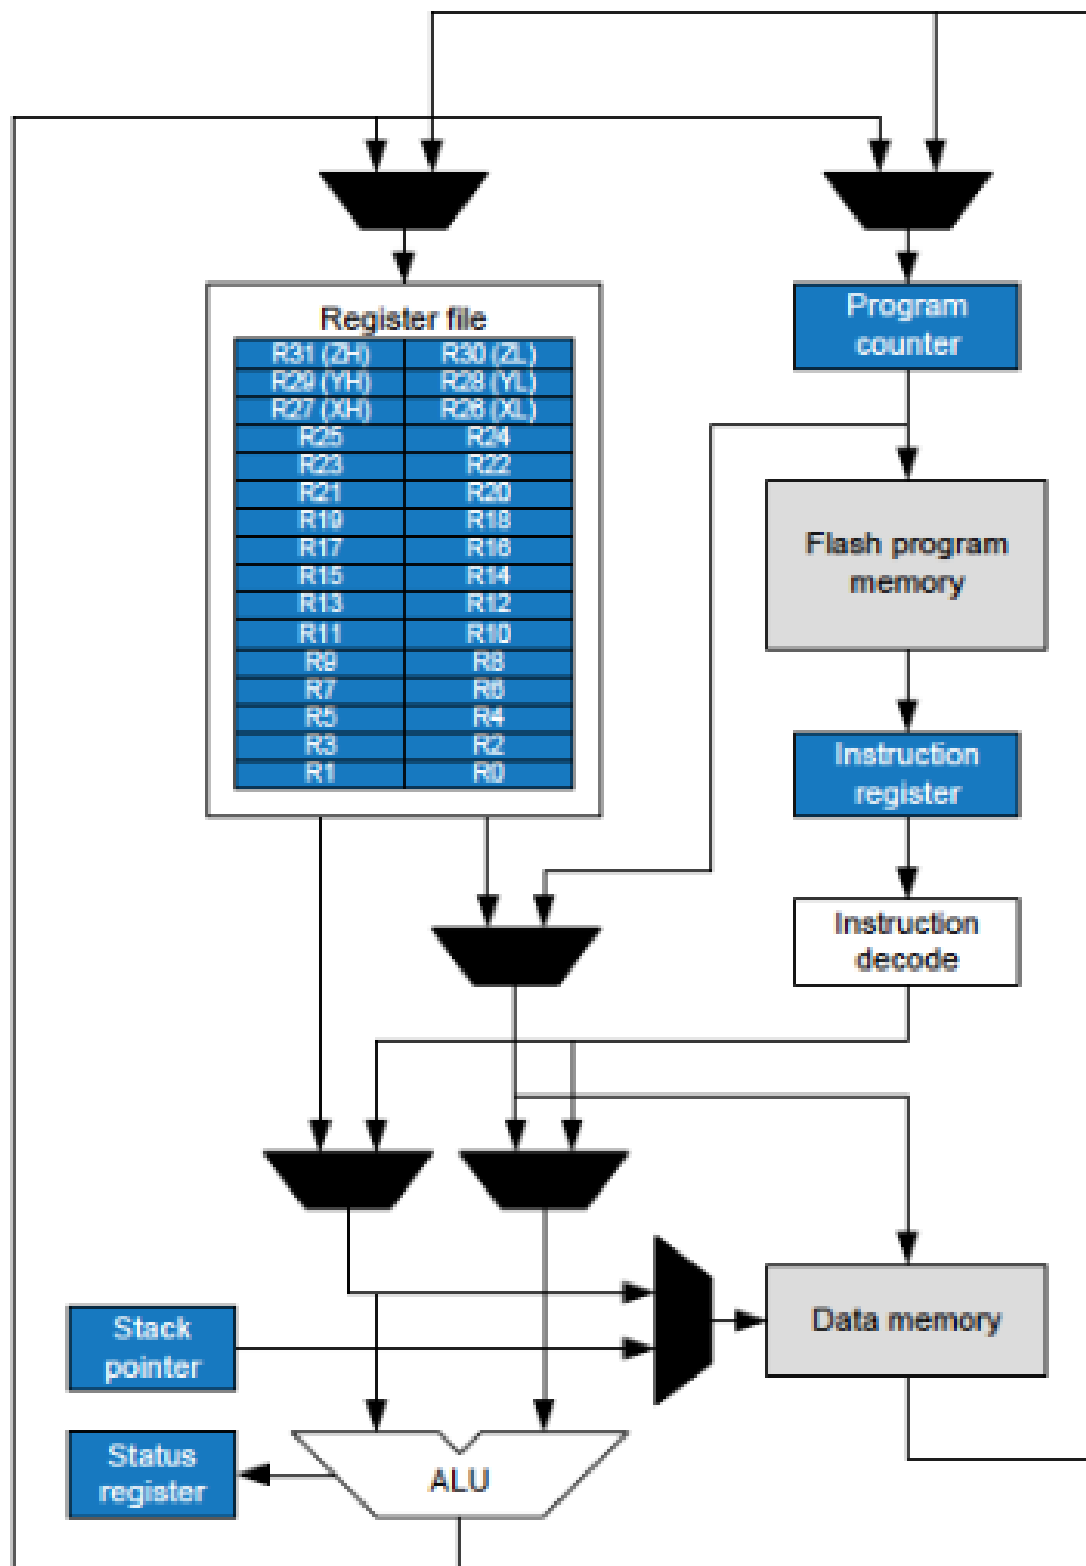 Register file
R31 (ZH) R30 (ZL)
R29 (YH) R28 (YL)
R27 (XH) R26 (XL)
R25 R24
R23 R22
R21 R20
R19 R18
R17 R16
R15 R14
R13 R12
R11 R10
R9 R8
R7 R6
R5 R4
R3 R2
R1 R0
Program
counter
Flash program
memory
Instruction
register
Instruction
decode
Stack
pointer
Data memory
Status
register
ALU